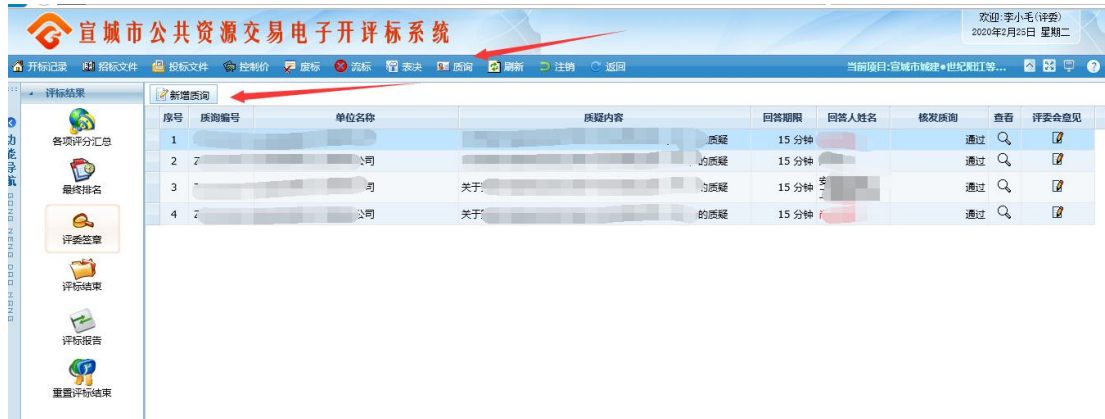 欢迎:李小毛(评委)
宣城市公共资源交易电子开评标系统
2020年2月25日 星期二
开标记录 招标文件 投标文件 控制价 废标 流标 表决 质询 刷新 注销 返回 当前项目:宣城市城建•世纪阳江等...
评标结果
新增质询
序号 质询编号 单位名称 质疑内容 回答期限 回答人姓名 核发质询 查看 评委会意见
1 质疑 15 分钟 通过
2 Z 公司 的质疑 15 分钟 通过
3 司 关于 的质疑 15 分钟 通过
4 Z 公司 关于 的质疑 15 分钟 通过
功能导航
GONG NENG DAO HANG
各项评分汇总
最终排名
评委签章
评标结束
评标报告
重置评标结束